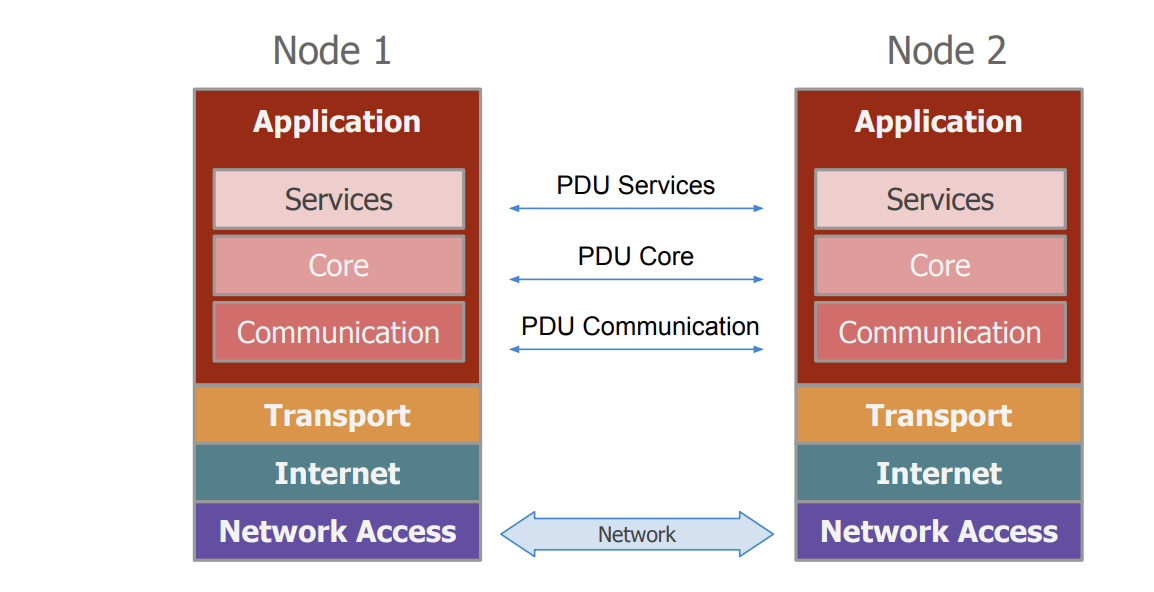 Node 1
Node 2
Application
Application
Services
PDU Services
Services
Core
PDU Core
Core
Communication
PDU Communication
Communication
Transport
Transport
Internet
Internet
Network Access
Network
Network Access